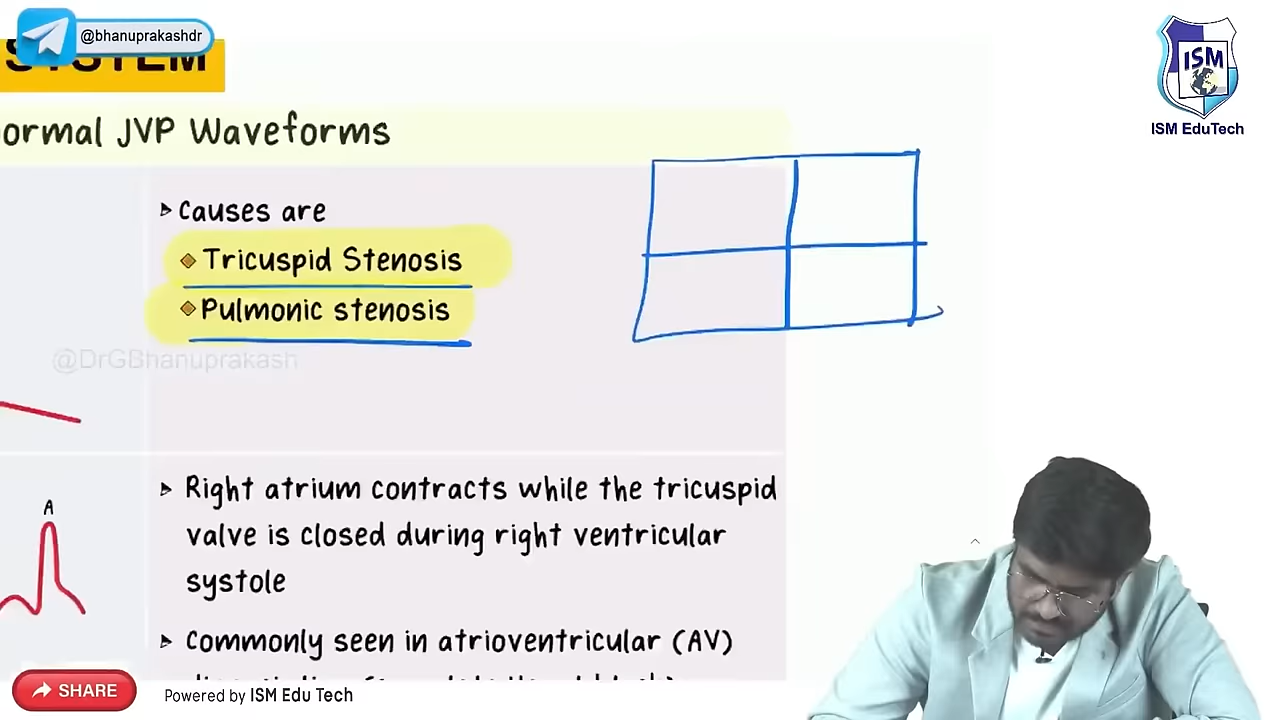 @bhanuprakashdr
SYSTEM
ISM
ISM EduTech
ormal JVP Waveforms
Causes are
Tricuspid Stenosis
Pulmonic stenosis
@DrGBhanuprakash
A
Right atrium contracts while the tricuspid
valve is closed during right ventricular
systole
Commonly seen in atrioventricular (AV)
SHARE
Powered by ISM Edu Tech